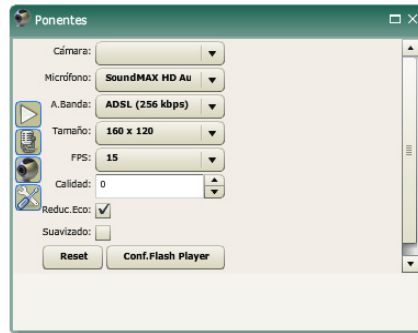 Ponentes
Cámara:
Micrófono: SoundMAX HD Au
A.Banda: ADSL (256 kbps)
Tamaño: 160 x 120
FPS: 15
Calidad: 0
Reduc.Eco:
Suavizado:
Reset Conf.Flash Player